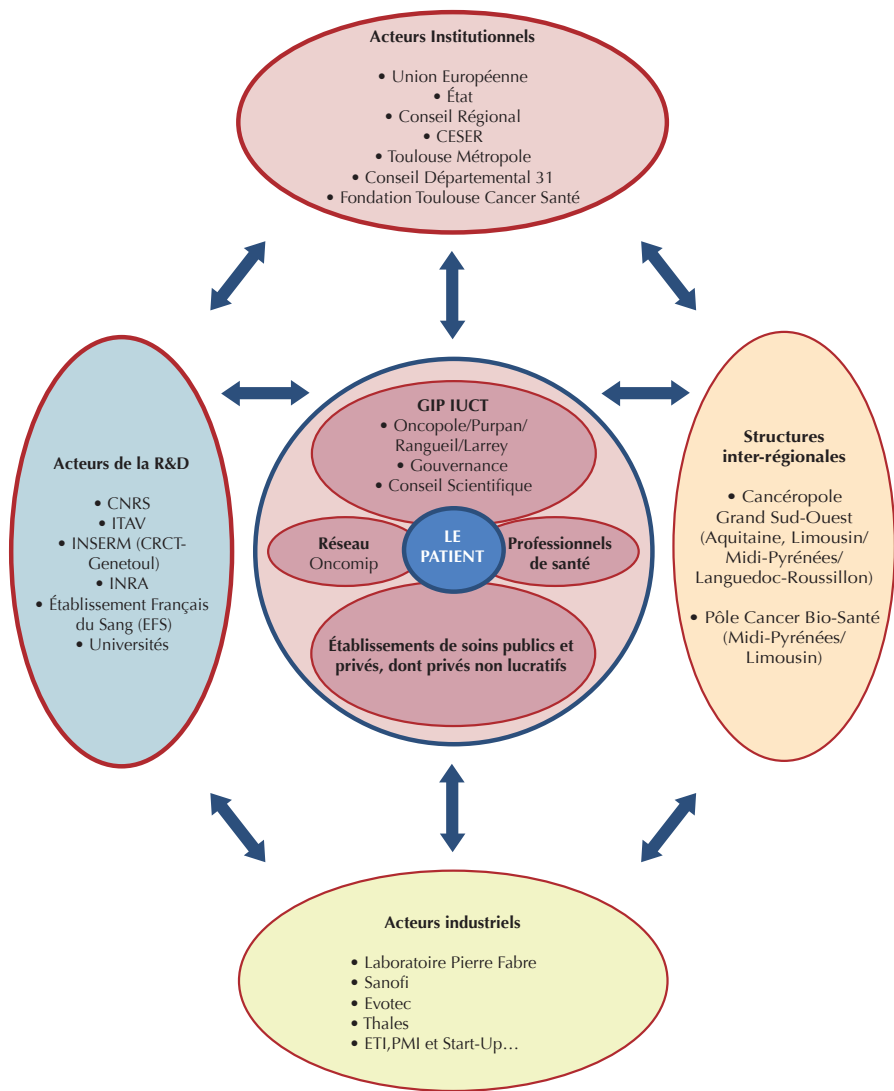 Acteurs Institutionnels
• Union Européenne
• État
• Conseil Régional
• CESER
• Toulouse Métropole
• Conseil Départemental 31
• Fondation Toulouse Cancer Santé
Acteurs de la R&D
• CNRS
• ITAV
• INSERM (CRCT-
Genetoul)
• INRA
• Établissement Français
du Sang (EFS)
• Universités
GIP IUCT
• Oncopole/Purpan/
Rangueil/Larrey
• Gouvernance
• Conseil Scientifique
Réseau
Oncomip
LE
PATIENT
Professionnels
de santé
Établissements de soins publics et
privés, dont privés non lucratifs
Structures
inter-régionales
• Cancéropole
Grand Sud-Ouest
(Aquitaine, Limousin/
Midi-Pyrénées/
Languedoc-Roussillon)
• Pôle Cancer Bio-Santé
(Midi-Pyrénées/
Limousin)
Acteurs industriels
• Laboratoire Pierre Fabre
• Sanofi
• Evotec
• Thales
• ETI,PMI et Start-Up…